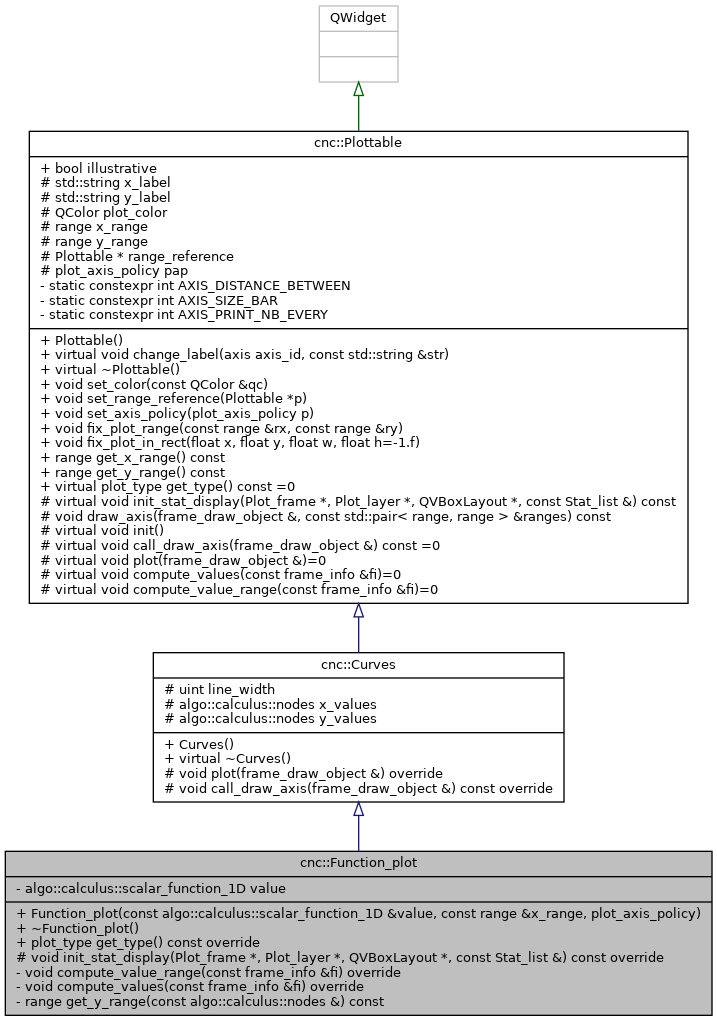 QWidget
cnc::Plottable
+ bool illustrative
# std::string x_label
# std::string y_label
# QColor plot_color
# range x_range
# range y_range
# Plottable * range_reference
# plot_axis_policy pap
- static constexpr int AXIS_DISTANCE_BETWEEN
- static constexpr int AXIS_SIZE_BAR
- static constexpr int AXIS_PRINT_NB_EVERY
+ Plottable()
+ virtual void change_label(axis axis_id, const std::string &str)
+ virtual ~Plottable()
+ void set_color(const QColor &qc)
+ void set_range_reference(Plottable *p)
+ void set_axis_policy(plot_axis_policy p)
+ void fix_plot_range(const range &rx, const range &ry)
+ void fix_plot_in_rect(float x, float y, float w, float h=-1.f)
+ range get_x_range() const
+ range get_y_range() const
+ virtual plot_type get_type() const =0
# virtual void init_stat_display(Plot_frame *, Plot_layer *, QVBoxLayout *, const Stat_list &) const
# void draw_axis(frame_draw_object &, const std::pair< range, range > &ranges) const
# virtual void init()
# virtual void call_draw_axis(frame_draw_object &) const =0
# virtual void plot(frame_draw_object &)=0
# virtual void compute_values(const frame_info &fi)=0
# virtual void compute_value_range(const frame_info &fi)=0
cnc::Curves
# uint line_width
# algo::calculus::nodes x_values
# algo::calculus::nodes y_values
+ Curves()
+ virtual ~Curves()
# void plot(frame_draw_object &) override
# void call_draw_axis(frame_draw_object &) const override
cnc::Function_plot
- algo::calculus::scalar_function_1D value
+ Function_plot(const algo::calculus::scalar_function_1D &value, const range &x_range, plot_axis_policy)
+ ~Function_plot()
+ plot_type get_type() const override
# void init_stat_display(Plot_frame *, Plot_layer *, QVBoxLayout *, const Stat_list &) const override
- void compute_value_range(const frame_info &fi) override
- void compute_values(const frame_info &fi) override
- range get_y_range(const algo::calculus::nodes &) const